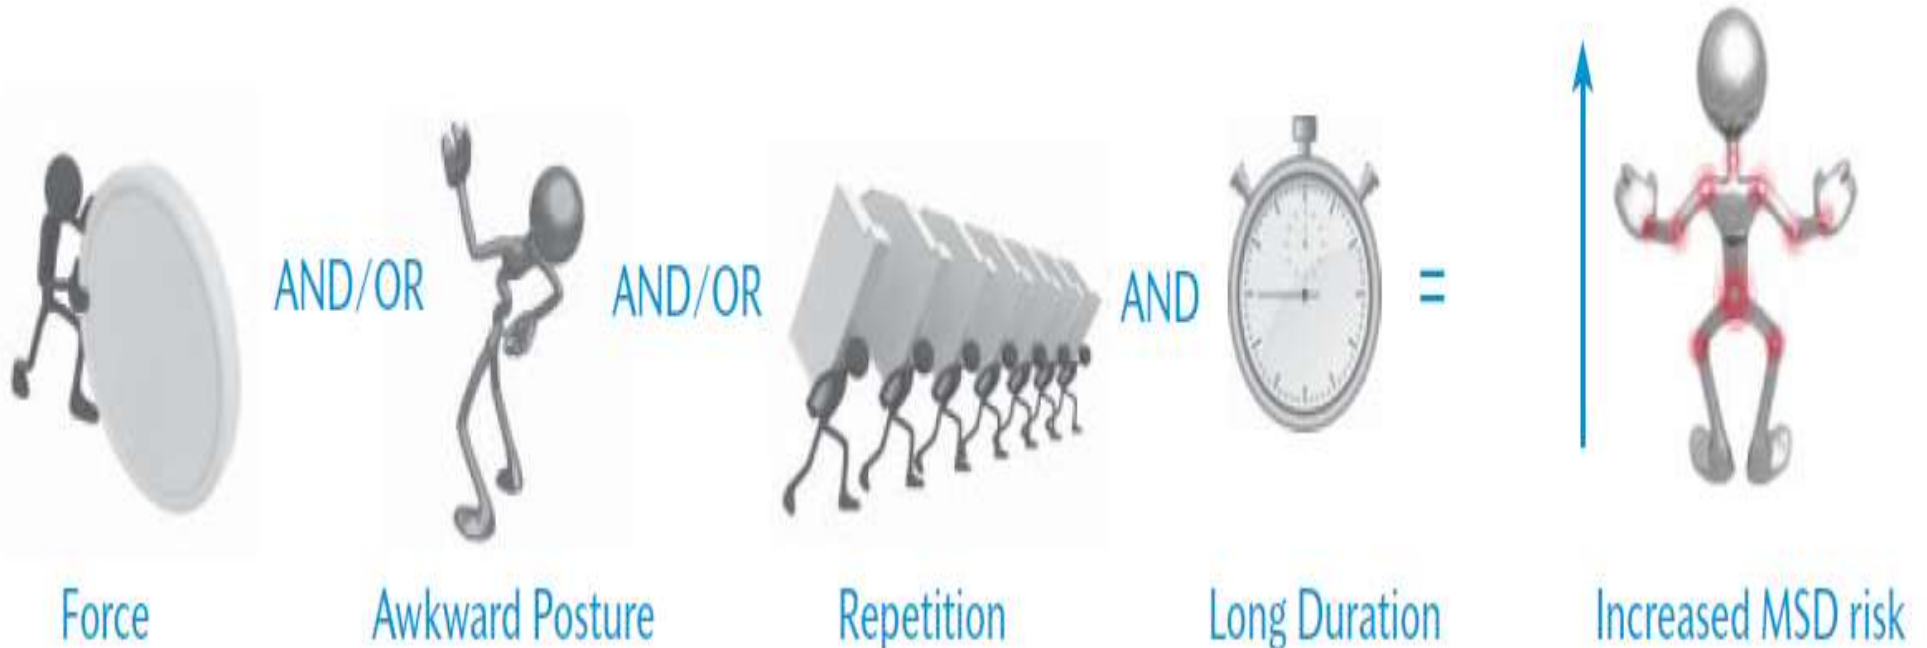 AND/OR
AND/OR
AND
=
Force
Awkward Posture
Repetition
Long Duration
Increased MSD risk